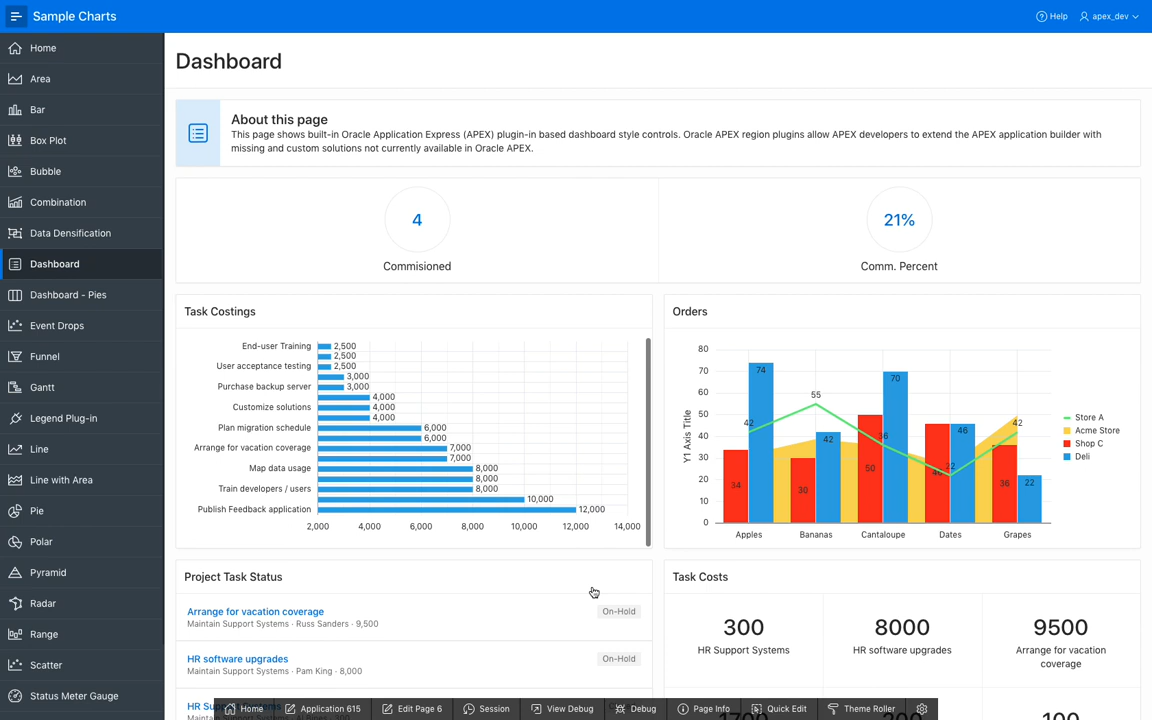 Sample Charts
Help
apex_dev
Home
Area
Bar
Box Plot
Bubble
Combination
Data Densification
Dashboard
Dashboard - Pies
Event Drops
Funnel
Gantt
Legend Plug-in
Line
Line with Area
Pie
Polar
Pyramid
Radar
Range
Scatter
Status Meter Gauge
Dashboard
About this page
This page shows built-in Oracle Application Express (APEX) plugin-in based dashboard style controls. Oracle APEX region plugins allow APEX developers to extend the APEX application builder with
missing and custom solutions not currently available in Oracle APEX.
4
Commisioned
21%
Comm. Percent
Task Costings
End-user Training 2,500
2,500
User acceptance testing 2,500
3,000
Purchase backup server 3,000
4,000
Customize solutions 4,000
4,000
Plan migration schedule 6,000
6,000
Arrange for vacation coverage 7,000
7,000
Map data usage 8,000
8,000
Train developers / users 8,000
10,000
Publish Feedback application 12,000
2,000 4,000 6,000 8,000 10,000 12,000 14,000
Orders
Y1 Axis Title
80
70
60
50
40
30
20
10
0
42 55 36 22 42
34 30 50 46 36
74 42 70 46 22
Apples Bananas Cantaloupe Dates Grapes
Store A
Acme Store
Shop C
Deli
Project Task Status
Arrange for vacation coverage
Maintain Support Systems · Russ Sanders · 9,500
On-Hold
HR software upgrades
Maintain Support Systems · Pam King · 8,000
On-Hold
Task Costs
300
HR Support Systems
8000
HR software upgrades
9500
Arrange for vacation
coverage
Home
Application 615
Edit Page 6
Session
View Debug
Debug
Page Info
Quick Edit
Theme Roller